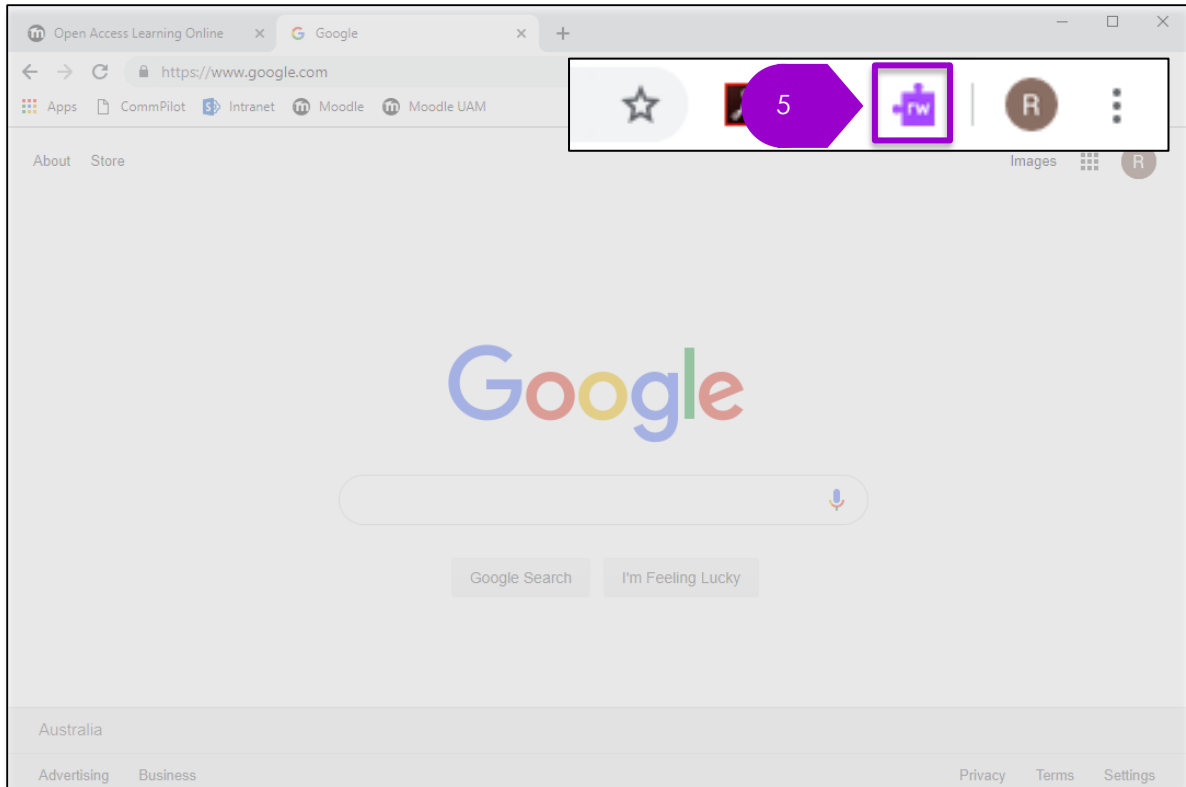 Open Access Learning Online
Google
https://www.google.com
Apps CommPilot Intranet Moodle Moodle UAM
5
rw
R
About Store
Images
R
Google
Google Search I'm Feeling Lucky
Australia
Advertising Business Privacy Terms Settings